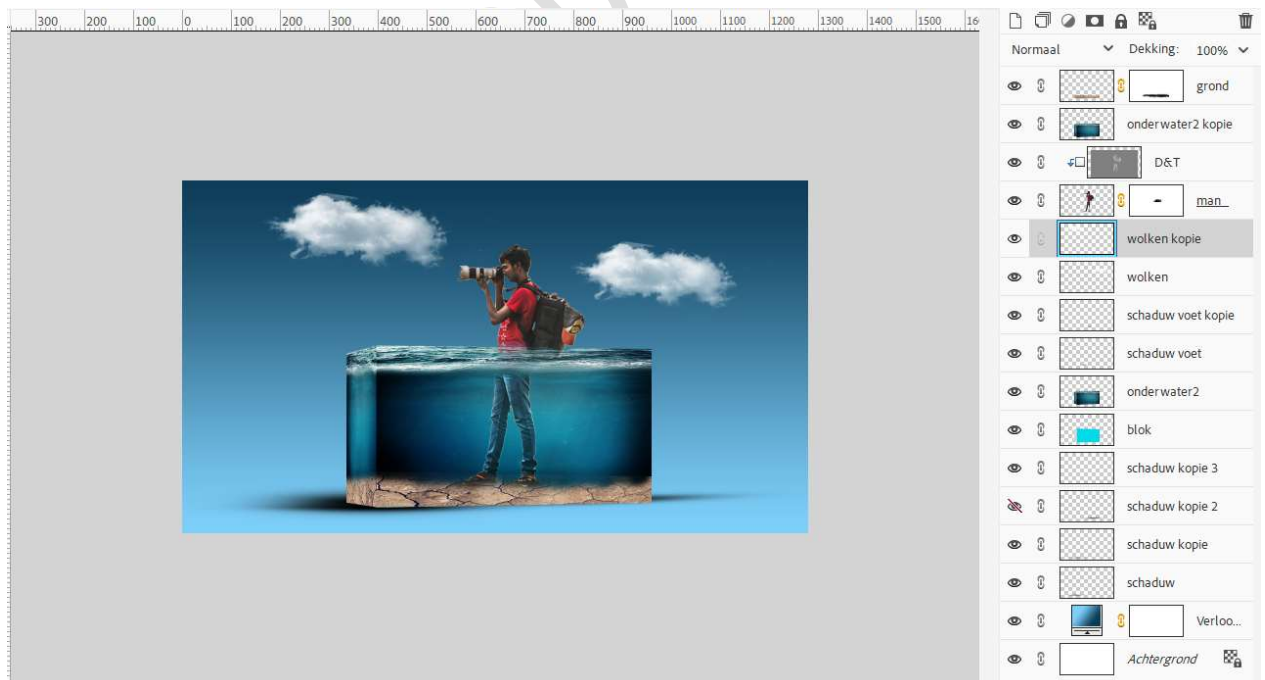 300 200 100 0 100 200 300 400 500 600 700 800 900 1000 1100 1200 1300 1400 1500 16
Normaal Dekking: 100%
grond
onderwater2 kopie
D&T
man_
wolken kopie
wolken
schaduw voet kopie
schaduw voet
onderwater2
blok
schaduw kopie 3
schaduw kopie 2
schaduw kopie
schaduw
Verloo...
Achtergrond